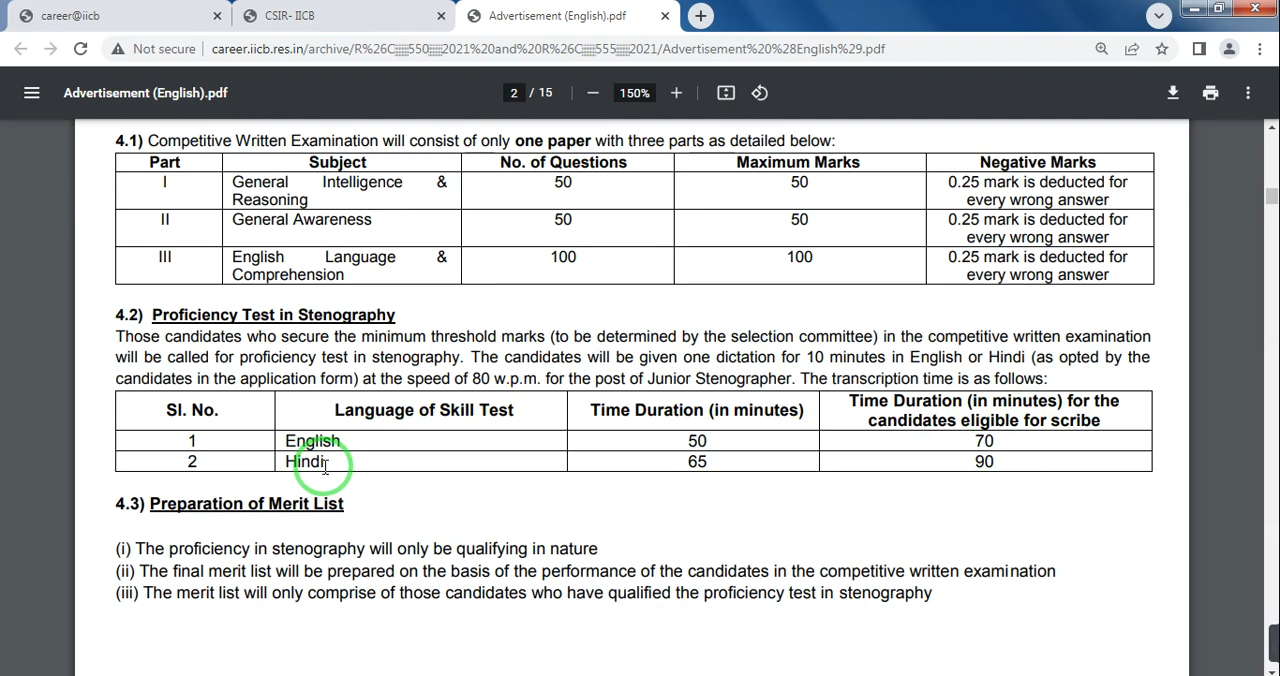 career@iicb
CSIR- IICB
Advertisement (English).pdf
Not secure career.iicb.res.in/archive/R%26C▒▒550▒▒2021%20and%20R%26C▒▒555▒▒2021/Advertisement%20%28English%29.pdf
Advertisement (English).pdf 2 / 15 150%
4.1) Competitive Written Examination will consist of only one paper with three parts as detailed below:
Part Subject No. of Questions Maximum Marks Negative Marks
I General Intelligence & 50 50 0.25 mark is deducted for
Reasoning every wrong answer
II General Awareness 50 50 0.25 mark is deducted for
every wrong answer
III English Language & 100 100 0.25 mark is deducted for
Comprehension every wrong answer
4.2) Proficiency Test in Stenography
Those candidates who secure the minimum threshold marks (to be determined by the selection committee) in the competitive written examination
will be called for proficiency test in stenography. The candidates will be given one dictation for 10 minutes in English or Hindi (as opted by the
candidates in the application form) at the speed of 80 w.p.m. for the post of Junior Stenographer. The transcription time is as follows:
Sl. No. Language of Skill Test Time Duration (in minutes) Time Duration (in minutes) for the
candidates eligible for scribe
1 English 50 70
2 Hindi 65 90
4.3) Preparation of Merit List
(i) The proficiency in stenography will only be qualifying in nature
(ii) The final merit list will be prepared on the basis of the performance of the candidates in the competitive written examination
(iii) The merit list will only comprise of those candidates who have qualified the proficiency test in stenography